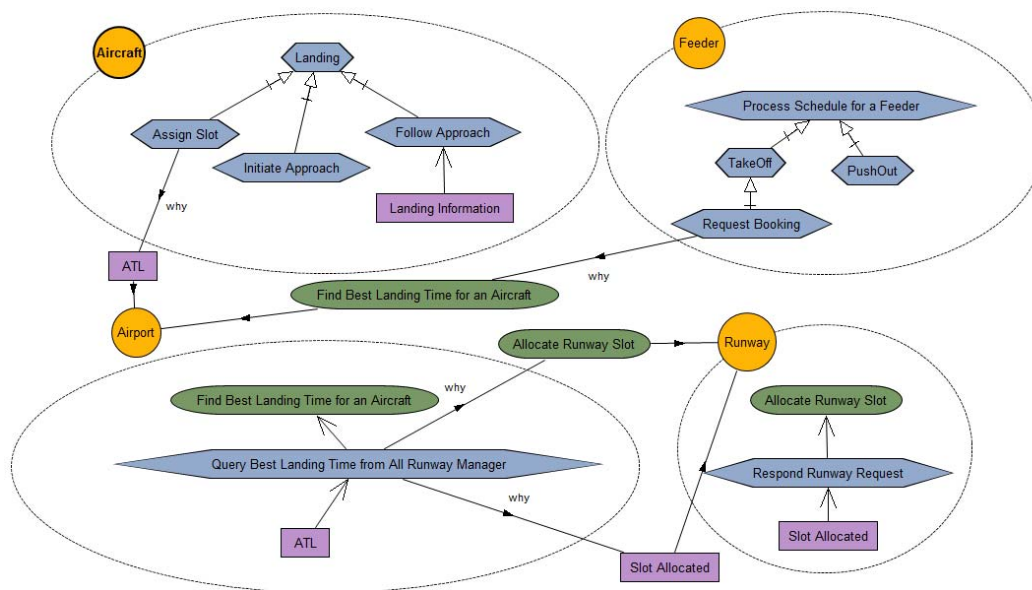 Aircraft
Landing
Assign Slot
Follow Approach
Initiate Approach
Landing Information
why
ATL
Feeder
Process Schedule for a Feeder
TakeOff
PushOut
Request Booking
why
Find Best Landing Time for an Aircraft
Airport
Allocate Runway Slot
Runway
Find Best Landing Time for an Aircraft
why
Query Best Landing Time from All Runway Manager
why
ATL
Slot Allocated
Allocate Runway Slot
Respond Runway Request
Slot Allocated